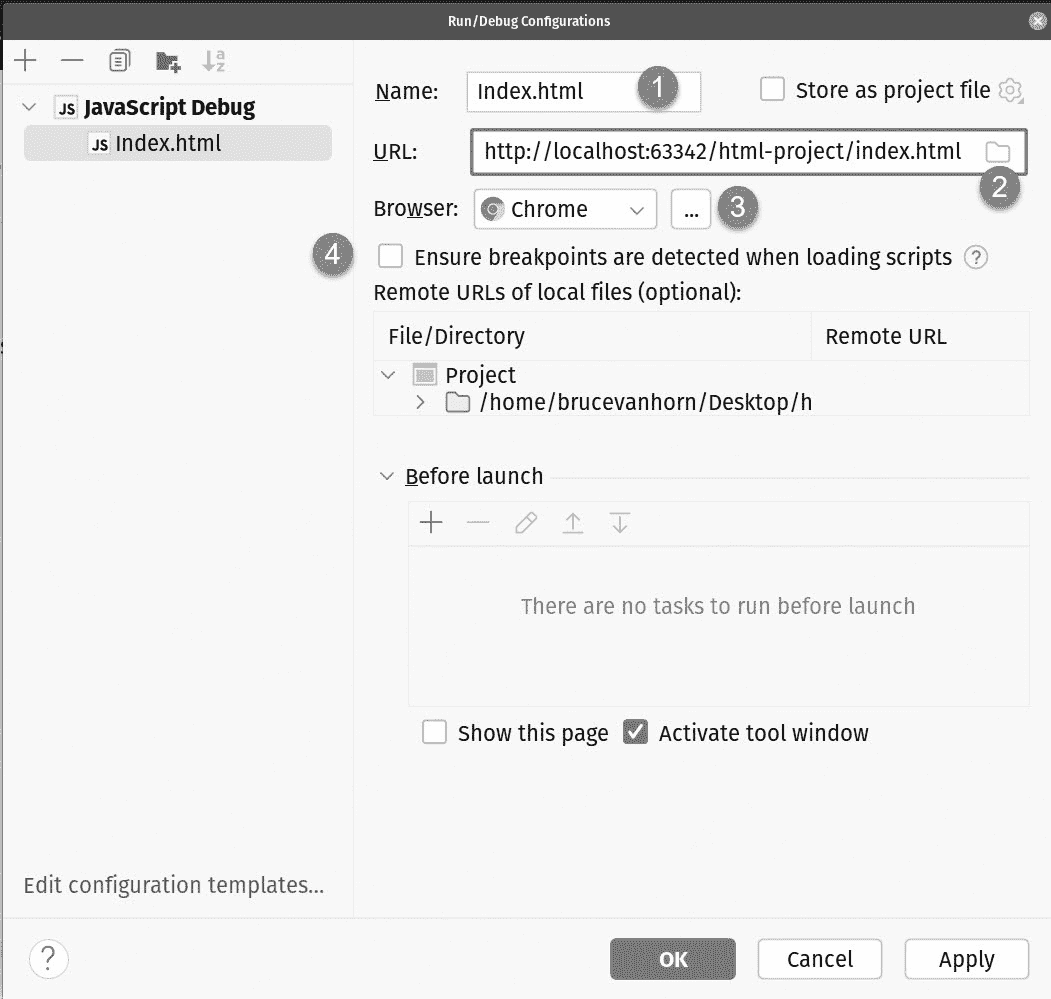 Run/Debug Configurations
JS JavaScript Debug
JS Index.html
Name: Index.html 1 Store as project file
URL: http://localhost:63342/html-project/index.html
2
Browser: Chrome ... 3
4 Ensure breakpoints are detected when loading scripts ?
Remote URLs of local files (optional):
File/Directory Remote URL
Project
/home/brucevanhorn/Desktop/h
Before launch
There are no tasks to run before launch
Show this page Activate tool window
Edit configuration templates...
? OK Cancel Apply